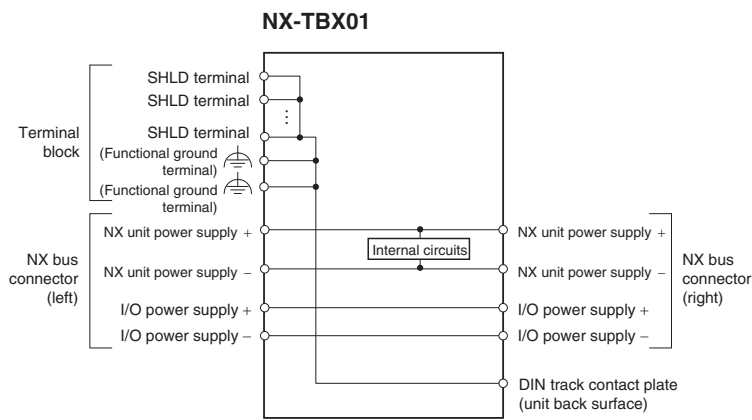 NX-TBX01
SHLD terminal
SHLD terminal
SHLD terminal
Terminal
block
(Functional ground
terminal)
(Functional ground
terminal)
NX bus
connector
(left)
NX unit power supply +
NX unit power supply −
I/O power supply +
I/O power supply −
Internal circuits
NX unit power supply +
NX unit power supply −
I/O power supply +
I/O power supply −
NX bus
connector
(right)
DIN track contact plate
(unit back surface)